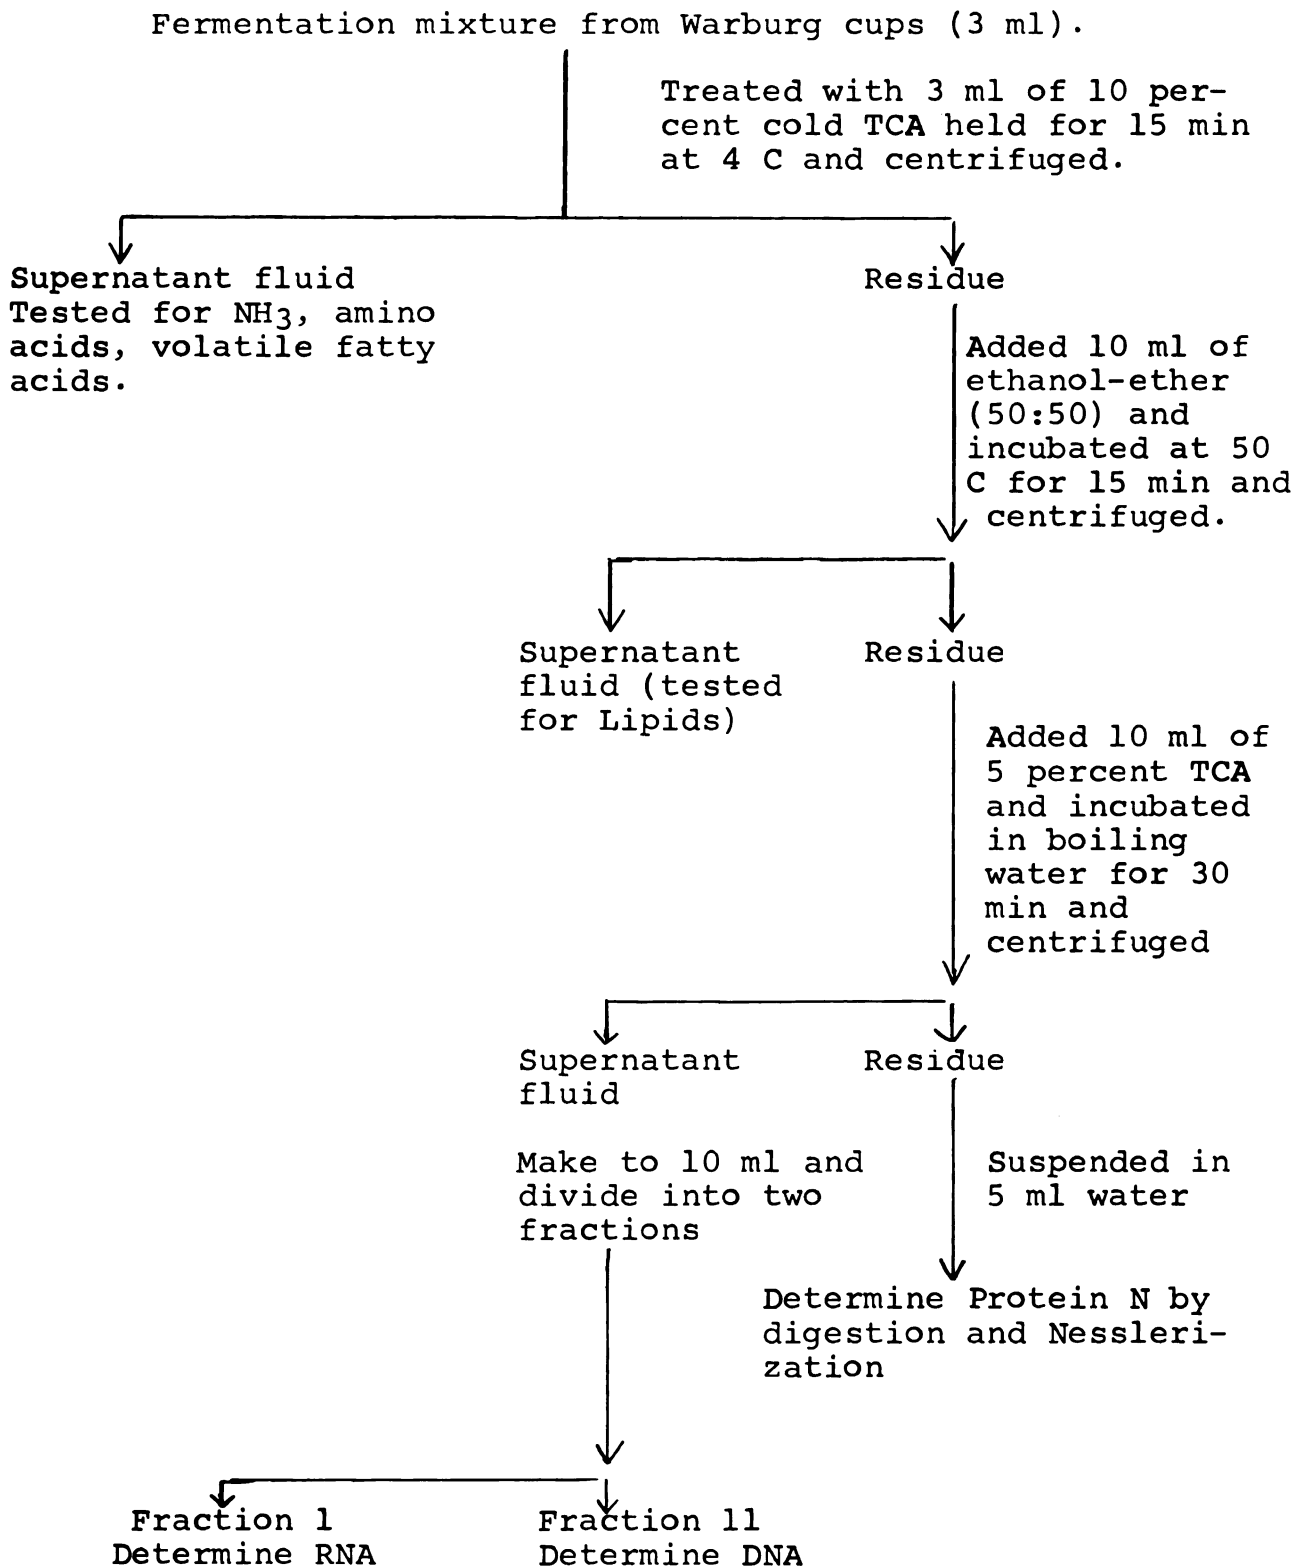 Fermentation mixture from Warburg cups (3 ml).
Treated with 3 ml of 10 per-
cent cold TCA held for 15 min
at 4 C and centrifuged.
Supernatant fluid
Tested for NH3, amino
acids, volatile fatty
acids.
Residue
Added 10 ml of
ethanol-ether
(50:50) and
incubated at 50
C for 15 min and
centrifuged.
Supernatant
fluid (tested
for Lipids)
Residue
Added 10 ml of
5 percent TCA
and incubated
in boiling
water for 30
min and
centrifuged
Supernatant
fluid
Residue
Make to 10 ml and
divide into two
fractions
Suspended in
5 ml water
Determine Protein N by
digestion and Nessleri-
zation
Fraction 1
Determine RNA
Fraction 11
Determine DNA